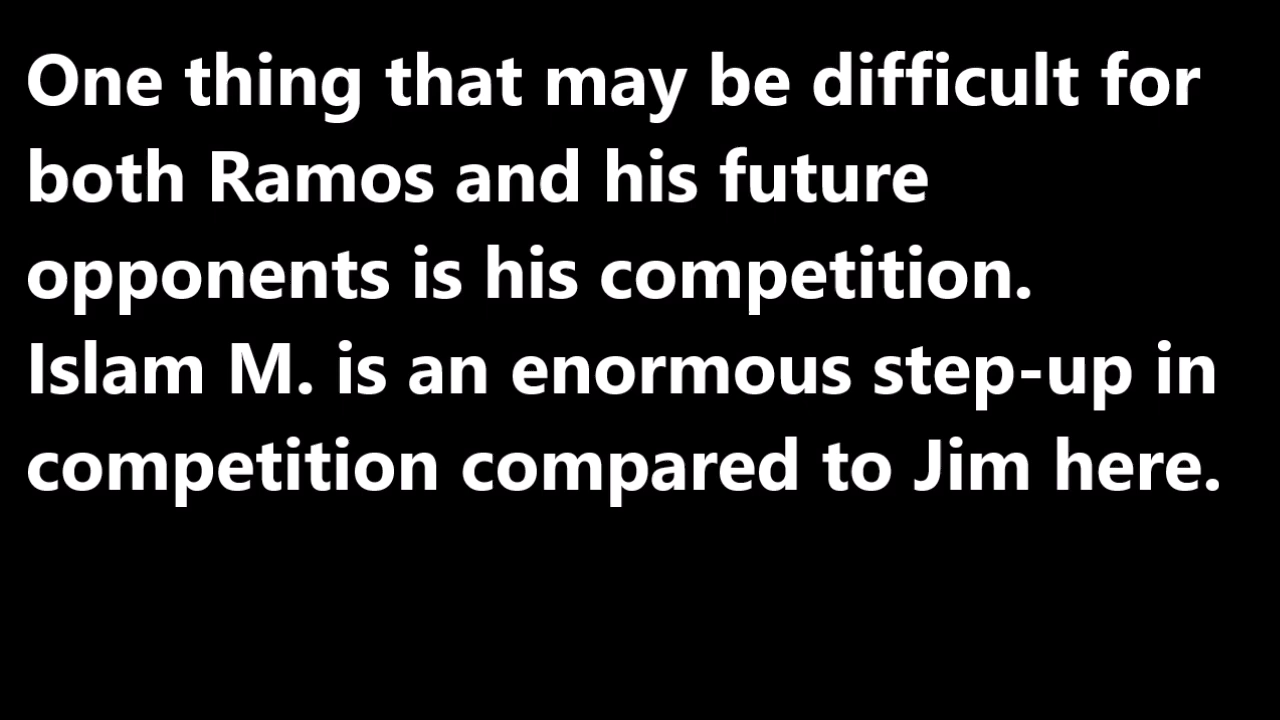 One thing that may be difficult for
both Ramos and his future
opponents is his competition.
Islam M. is an enormous step-up in
competition compared to Jim here.